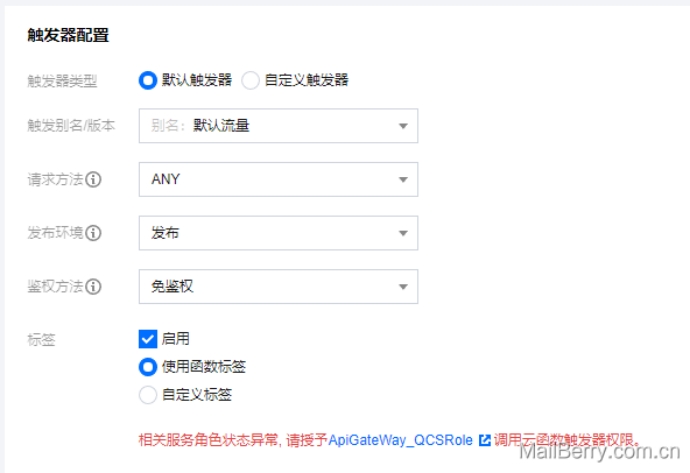 触发器配置
触发器类型 默认触发器 自定义触发器
触发别名/版本 别名：默认流量
请求方法 ANY
发布环境 发布
鉴权方法 免鉴权
标签 启用
使用函数标签
自定义标签
相关服务角色状态异常, 请授予ApiGateWay_QCSRole 调用云函数触发器权限。
MailBerry.com.cn